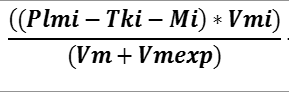 ((Plmi − Tki − Mi) ∗ Vmi)
(Vm + Vmexp)